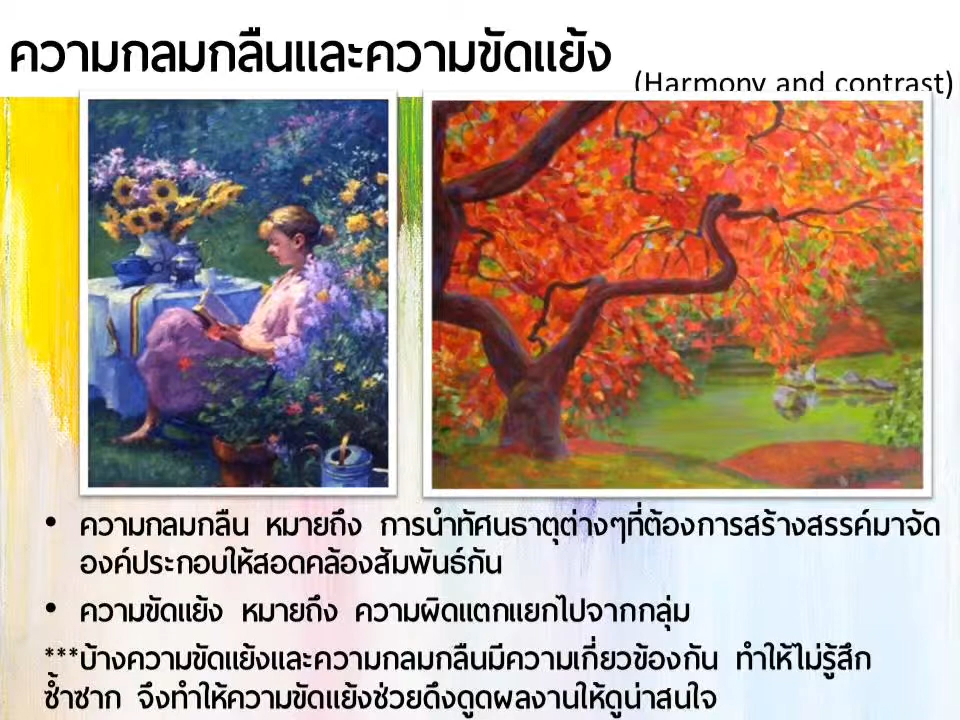 ความกลมกลืนและความขัดแย้ง
(Harmony and contrast)
• ความกลมกลืน หมายถึง การนำทัศนธาตุต่างๆที่ต้องการสร้างสรรค์มาจัด
องค์ประกอบให้สอดคล้องสัมพันธ์กัน
• ความขัดแย้ง หมายถึง ความผิดแตกแยกไปจากกลุ่ม
***บ้างความขัดแย้งและความกลมกลืนมีความเกี่ยวข้องกัน ทำให้ไม่รู้สึก
ซ้ำซาก จึงทำให้ความขัดแย้งช่วยดึงดูดผลงานให้ดูน่าสนใจ